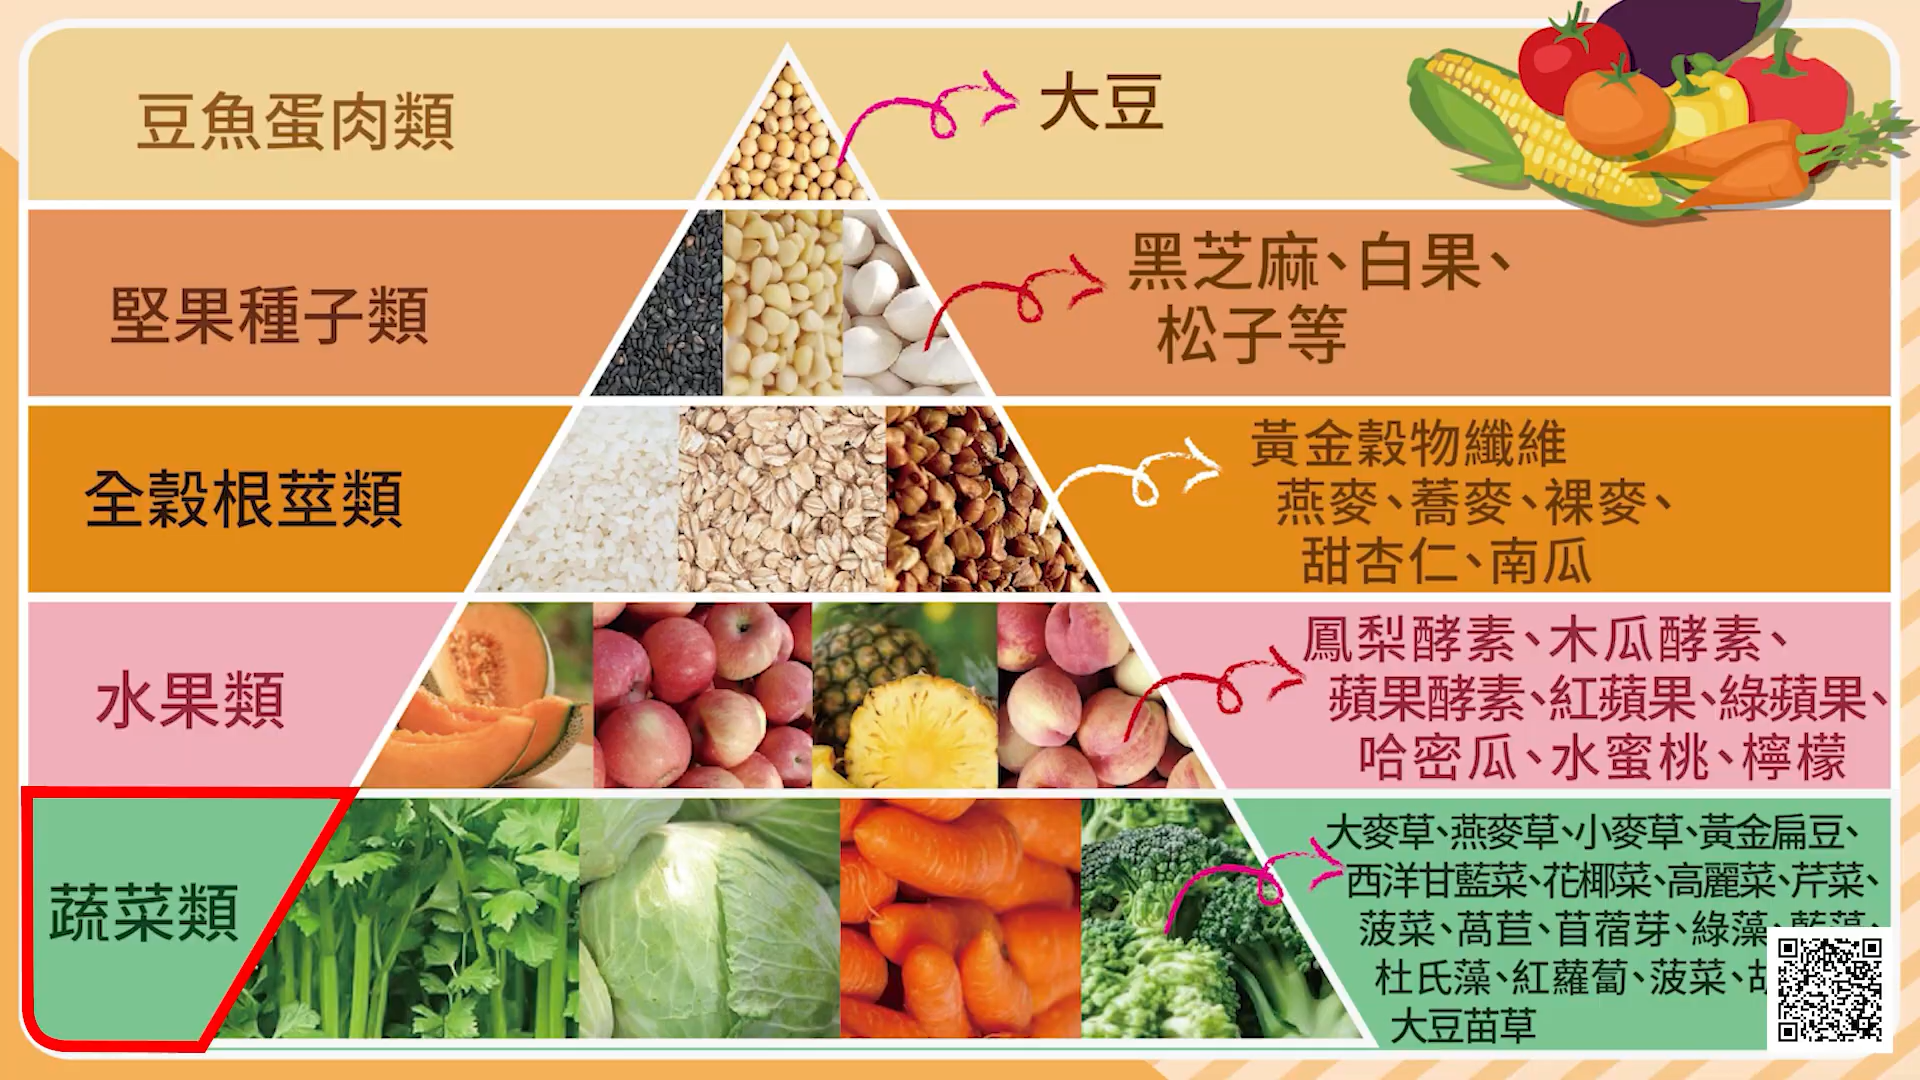 豆魚蛋肉類
大豆
堅果種子類
黑芝麻、白果、
松子等
全穀根莖類
黃金穀物纖維
燕麥、蕎麥、裸麥、
甜杏仁、南瓜
水果類
鳳梨酵素、木瓜酵素、
蘋果酵素、紅蘋果、綠蘋果、
哈密瓜、水蜜桃、檸檬
蔬菜類
大麥草、燕麥草、小麥草、黃金扁豆、
西洋甘藍菜、花椰菜、高麗菜、芹菜、
菠菜、萵苣、苜蓿芽、綠藻、藍藻、
杜氏藻、紅蘿蔔、菠菜、
大豆苗草